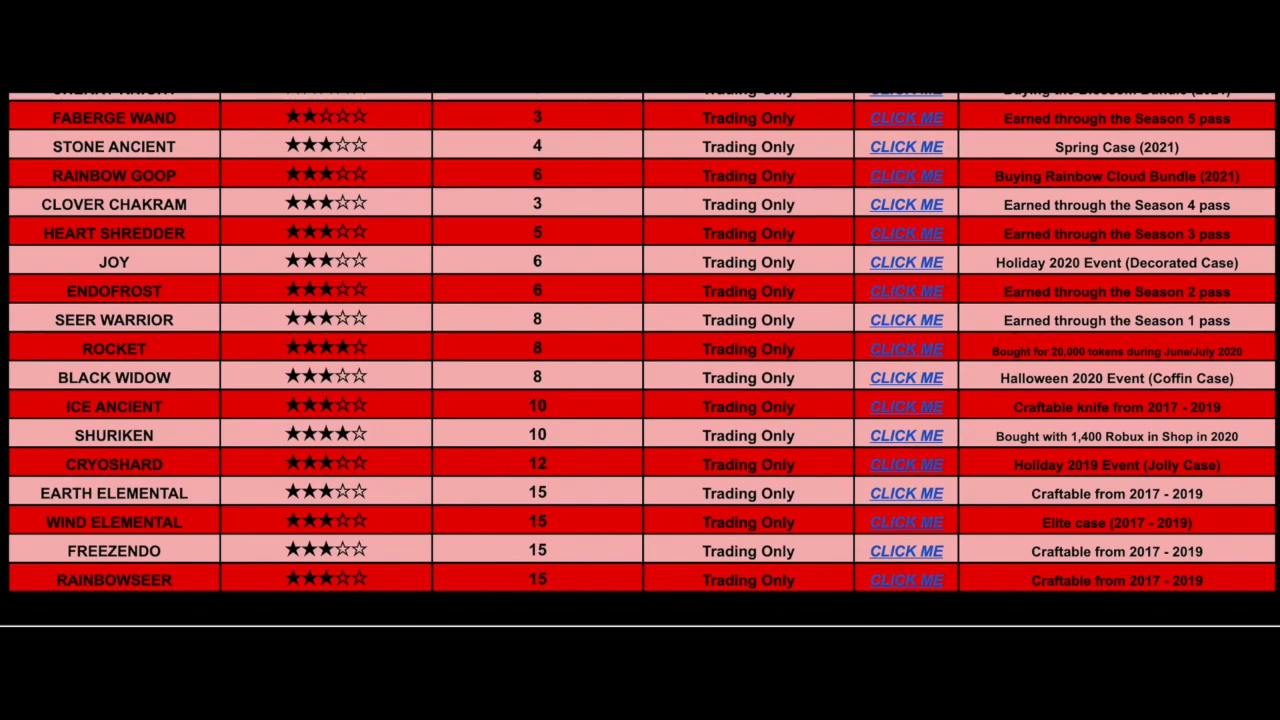 FABERGE WAND ★★☆☆☆ 3 Trading Only CLICK ME Earned through the Season 5 pass
STONE ANCIENT ★★★☆☆ 4 Trading Only CLICK ME Spring Case (2021)
RAINBOW GOOP ★★★☆☆ 6 Trading Only CLICK ME Buying Rainbow Cloud Bundle (2021)
CLOVER CHAKRAM ★★★☆☆ 3 Trading Only CLICK ME Earned through the Season 4 pass
HEART SHREDDER ★★★☆☆ 5 Trading Only CLICK ME Earned through the Season 3 pass
JOY ★★★☆☆ 6 Trading Only CLICK ME Holiday 2020 Event (Decorated Case)
ENDOFROST ★★★☆☆ 6 Trading Only CLICK ME Earned through the Season 2 pass
SEER WARRIOR ★★★☆☆ 8 Trading Only CLICK ME Earned through the Season 1 pass
ROCKET ★★★★☆ 8 Trading Only CLICK ME Bought for 20,000 tokens during June/July 2020
BLACK WIDOW ★★★☆☆ 8 Trading Only CLICK ME Halloween 2020 Event (Coffin Case)
ICE ANCIENT ★★★☆☆ 10 Trading Only CLICK ME Craftable knife from 2017 - 2019
SHURIKEN ★★★★☆ 10 Trading Only CLICK ME Bought with 1,400 Robux in Shop in 2020
CRYOSHARD ★★★☆☆ 12 Trading Only CLICK ME Holiday 2019 Event (Jolly Case)
EARTH ELEMENTAL ★★★☆☆ 15 Trading Only CLICK ME Craftable from 2017 - 2019
WIND ELEMENTAL ★★★☆☆ 15 Trading Only CLICK ME Elite case (2017 - 2019)
FREEZENDO ★★★☆☆ 15 Trading Only CLICK ME Craftable from 2017 - 2019
RAINBOWSEER ★★★☆☆ 15 Trading Only CLICK ME Craftable from 2017 - 2019